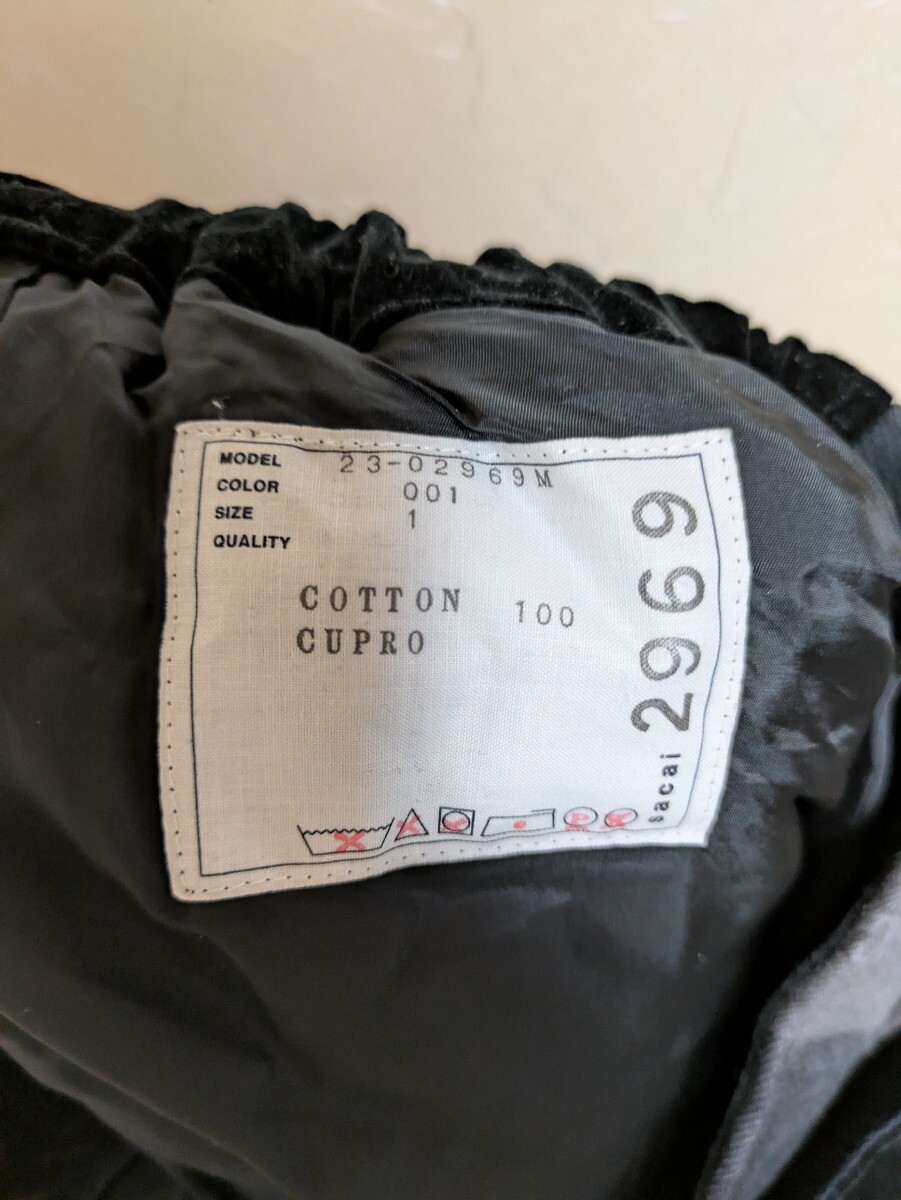 MODEL 23-02969M
COLOR 001
SIZE 1
QUALITY
COTTON 100
CUPRO
sacai 2969